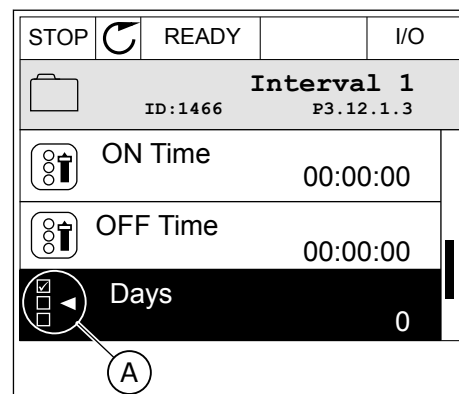 STOP READY I/O
Interval 1
ID:1466 P3.12.1.3
ON Time
00:00:00
OFF Time
00:00:00
Days
0
A